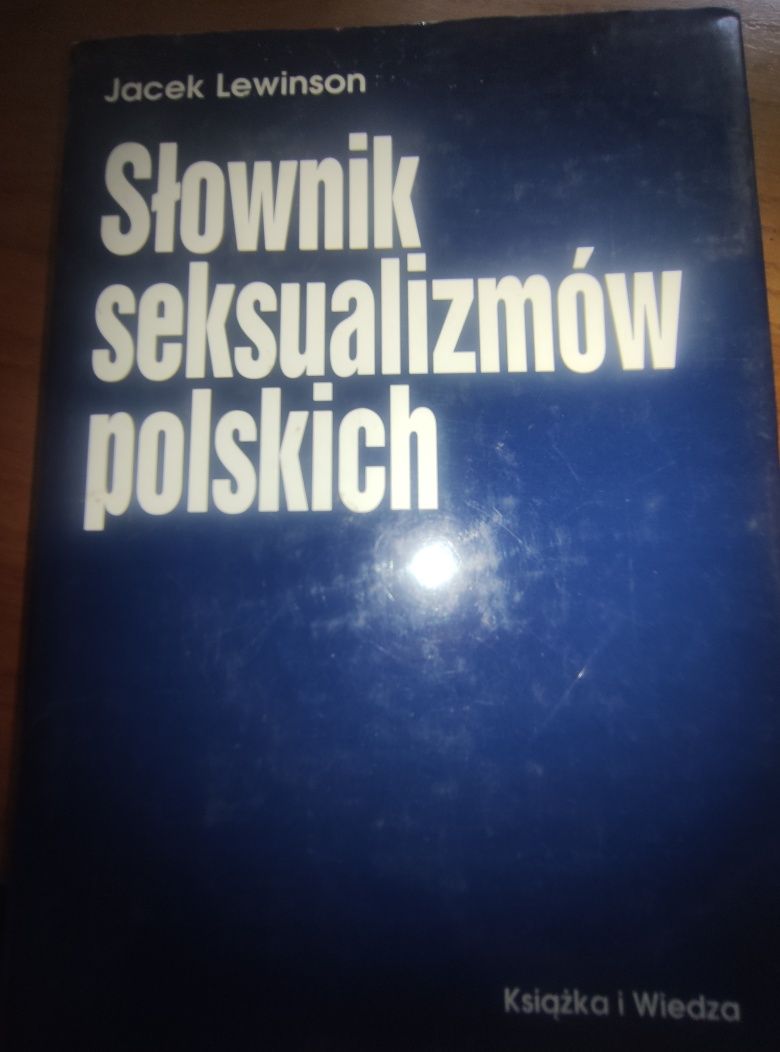 Jacek Lewinson
Słownik
seksualizmów
polskich
Książka i Wiedza